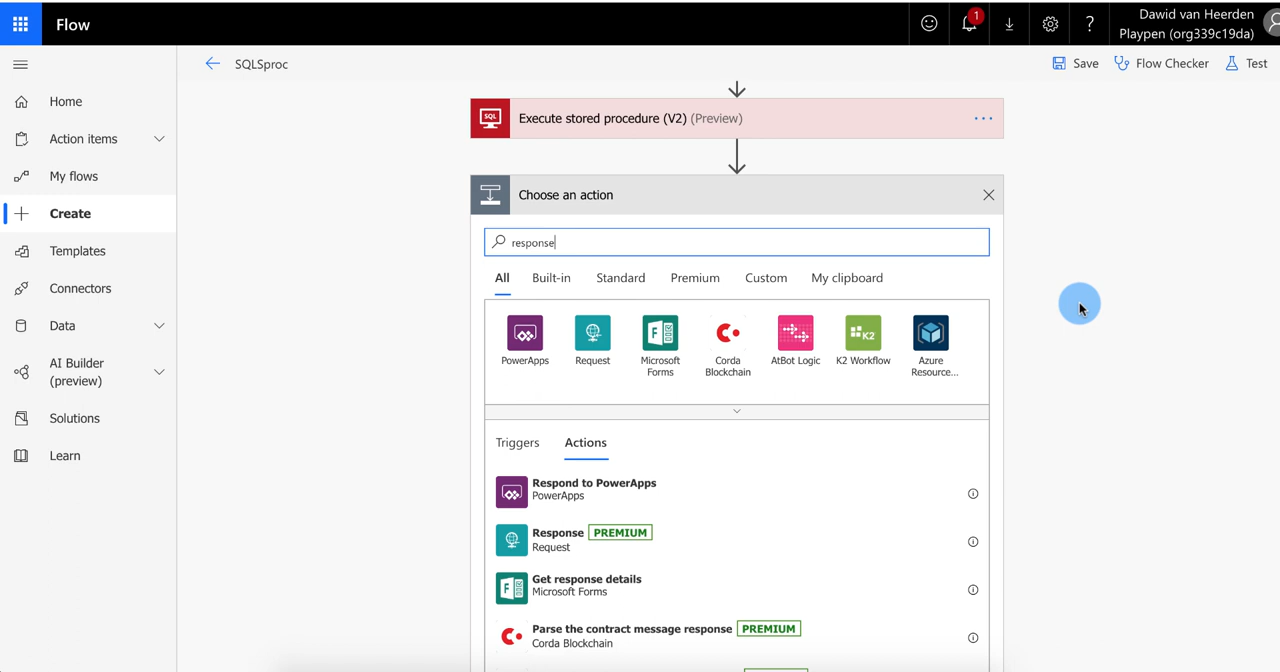 Flow
1
?
Dawid van Heerden
Playpen (org339c19da)
SQLSproc
Save
Flow Checker
Test
Home
Action items
My flows
Create
Templates
Connectors
Data
AI Builder
(preview)
Solutions
Learn
SQL
Execute stored procedure (V2) (Preview)
...
Choose an action
response
All
Built-in
Standard
Premium
Custom
My clipboard
PowerApps
Request
Microsoft
Forms
Corda
Blockchain
AtBot Logic
K2
K2 Workflow
Azure
Resource...
Triggers
Actions
Respond to PowerApps
PowerApps
Response PREMIUM
Request
Get response details
Microsoft Forms
Parse the contract message response PREMIUM
Corda Blockchain